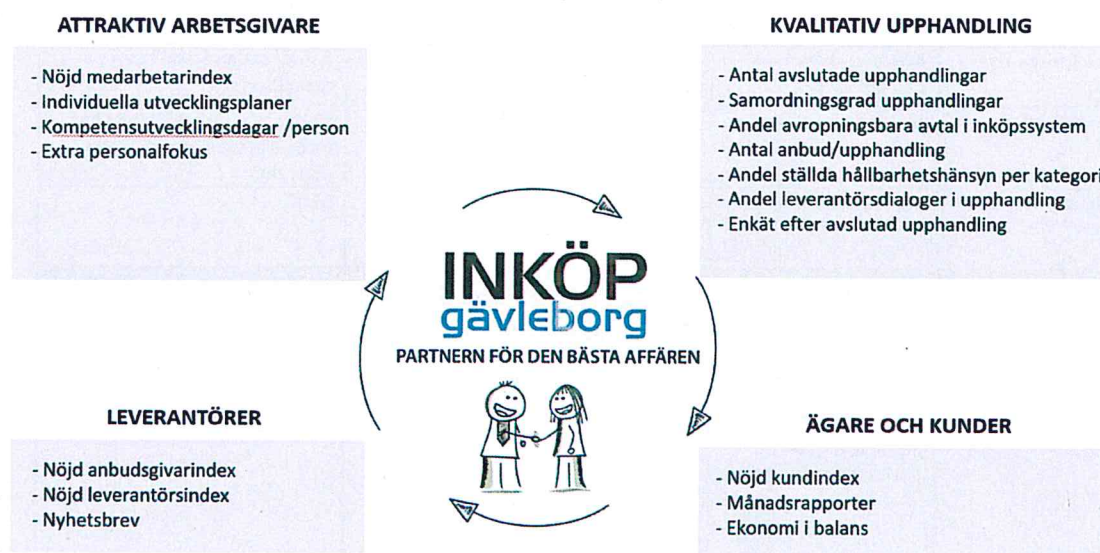 ATTRAKTIV ARBETSGIVARE
- Nöjd medarbetarindex
- Individuella utvecklingsplaner
- Kompetensutvecklingsdagar /person
- Extra personalfokus
KVALITATIV UPPHANDLING
- Antal avslutade upphandlingar
- Samordningsgrad upphandlingar
- Andel avropningsbara avtal i inköpssystem
- Antal anbud/upphandling
- Andel ställda hållbarhetshänsyn per kategori
- Andel leverantörsdialoger i upphandling
- Enkät efter avslutad upphandling
INKÖP
gävleborg
PARTNERN FÖR DEN BÄSTA AFFÄREN
LEVERANTÖRER
- Nöjd anbudsgivarindex
- Nöjd leverantörsindex
- Nyhetsbrev
ÄGARE OCH KUNDER
- Nöjd kundindex
- Månadsrapporter
- Ekonomi i balans